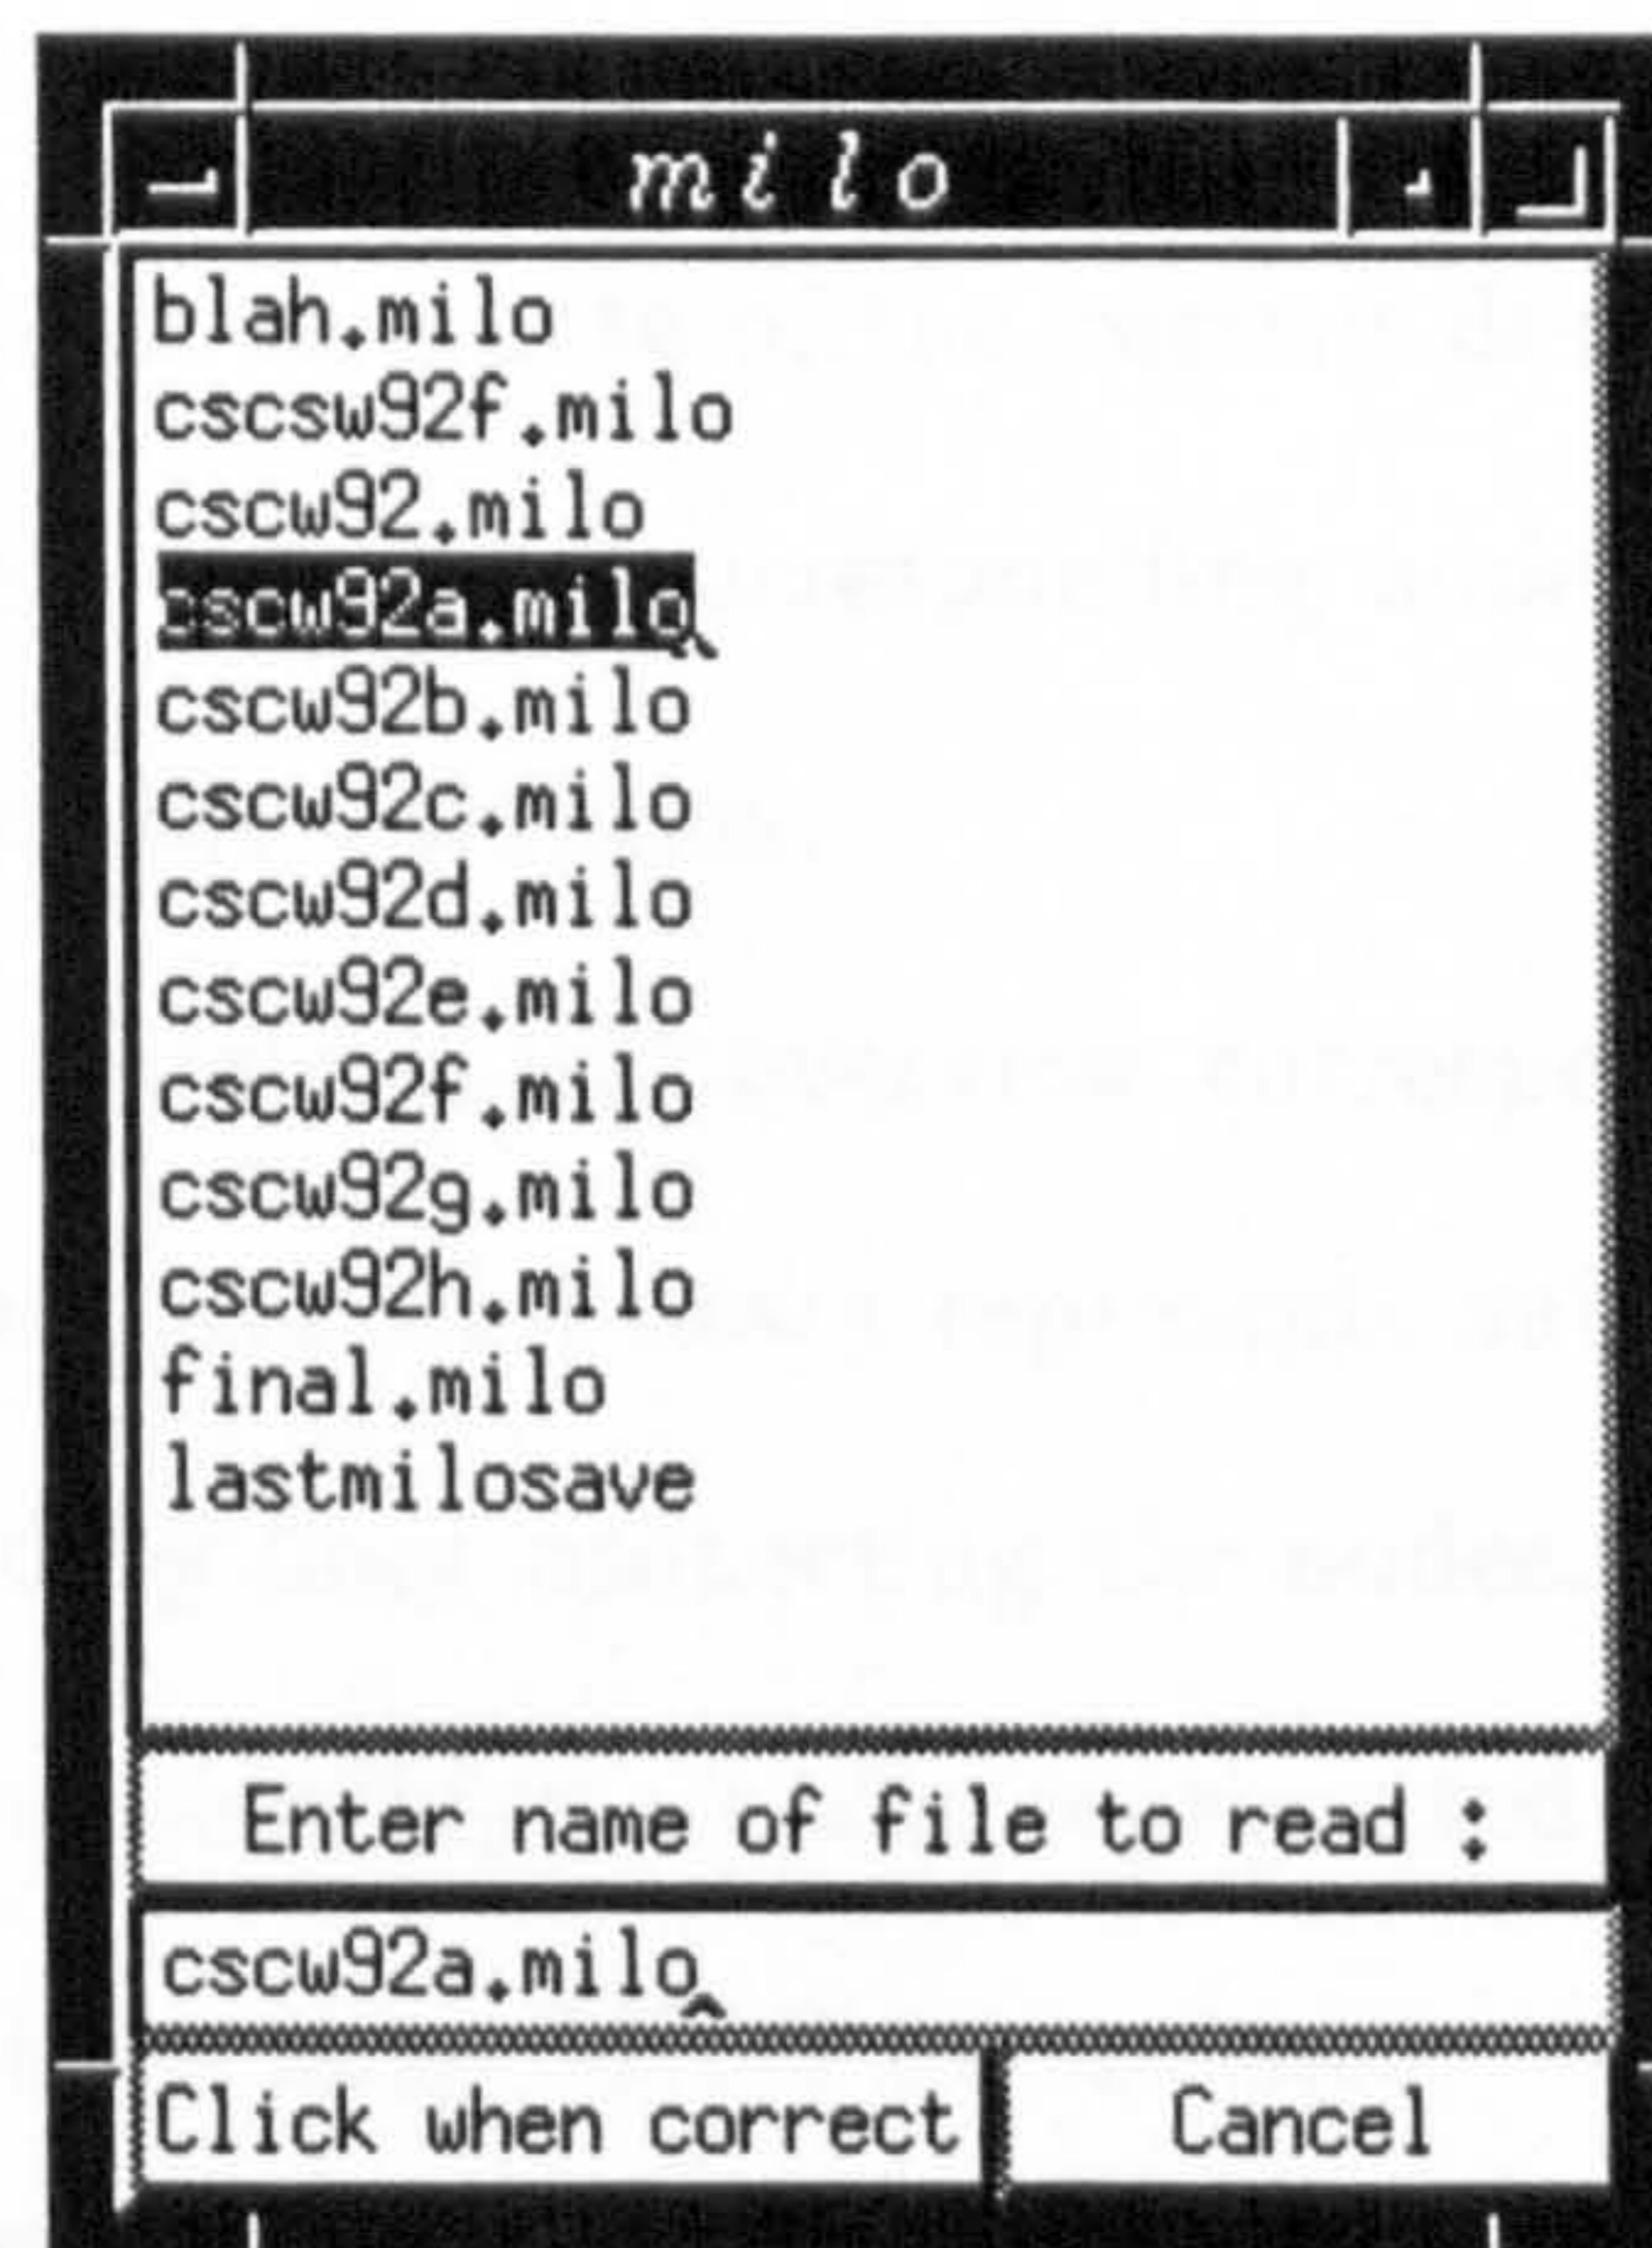 milo
blah.milo
cscsw92f.milo
cscw92.milo
cscw92a.milo
cscw92b.milo
cscw92c.milo
cscw92d.milo
cscw92e.milo
cscw92f.milo
cscw92g.milo
cscw92h.milo
final.milo
lastmilosave
Enter name of file to read :
cscw92a.milo
Click when correct
Cancel